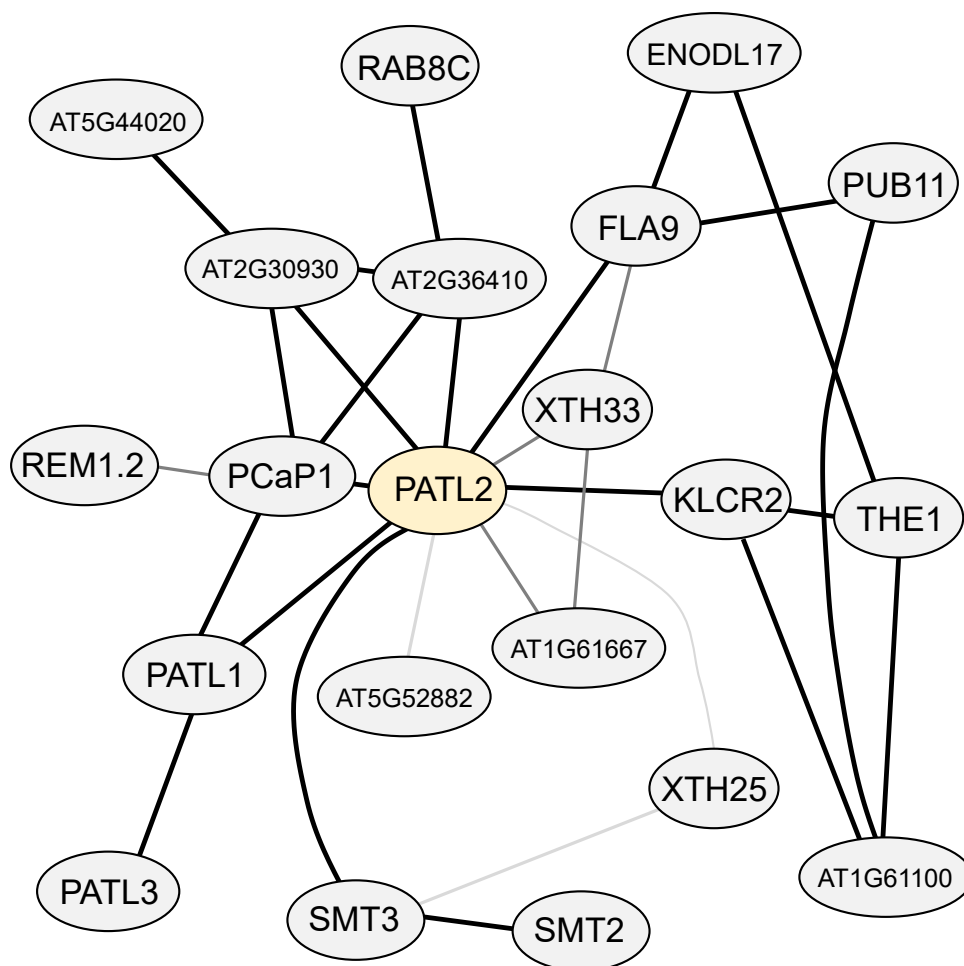 ENODL17
RAB8C
AT5G44020
PUB11
FLA9
AT2G30930
AT2G36410
XTH33
REM1.2
PCaP1
PATL2
KLCR2
THE1
AT1G61667
PATL1
AT5G52882
XTH25
AT1G61100
PATL3
SMT3
SMT2